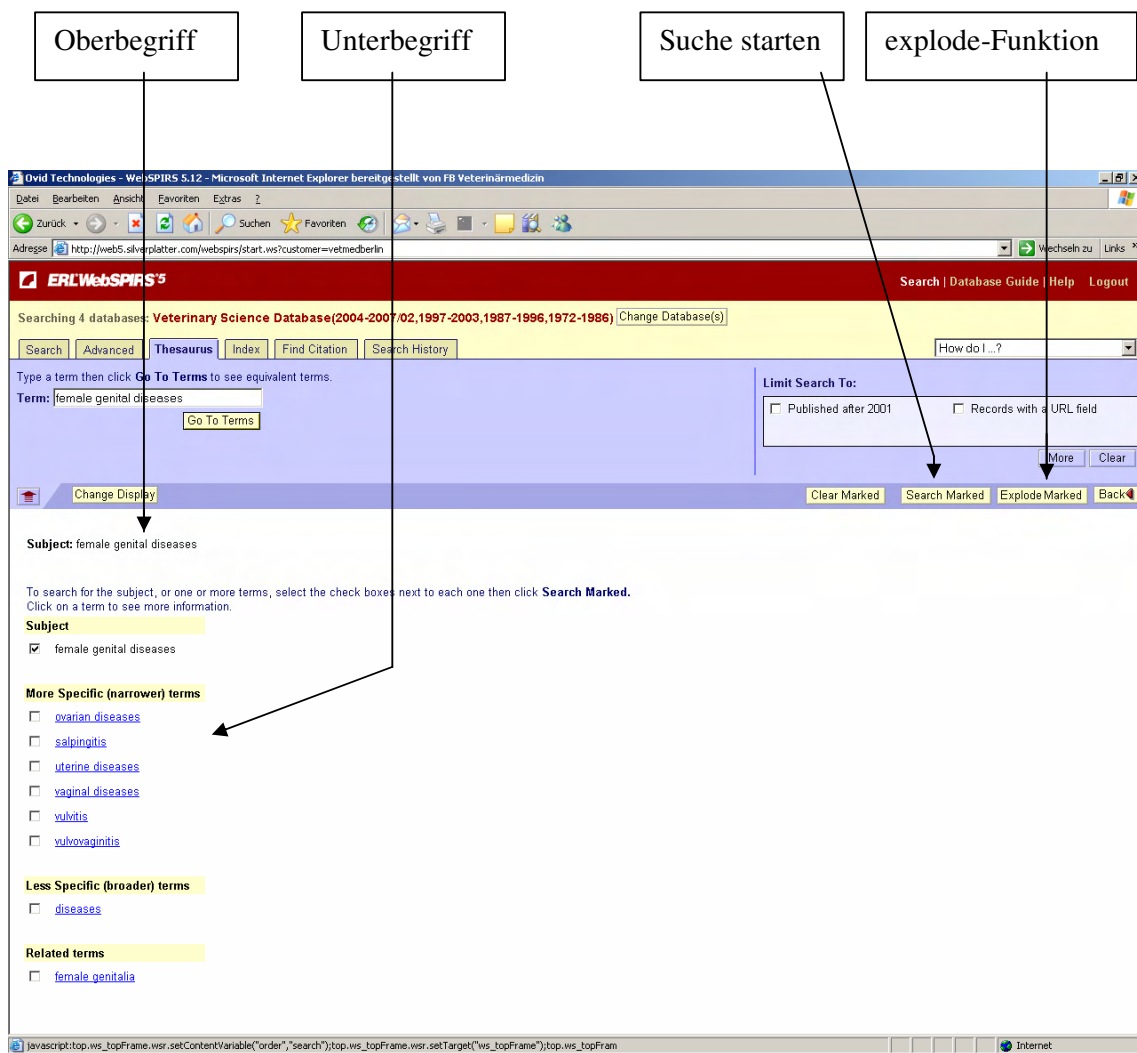 Oberbegriff
Unterbegriff
Suche starten
explode-Funktion
Ovid Technologies - WebSPIRS 5.12 - Microsoft Internet Explorer bereitgestellt von FB Veterinärmedizin
Datei Bearbeiten Ansicht Favoriten Extras ?
Zurück Suchen Favoriten
Adresse http://web5.silverplatter.com/webspirs/start.ws?customer=vetmedberlin Wechseln zu Links »
ERL WebSPIRS 5 Search | Database Guide | Help Logout
Searching 4 databases: Veterinary Science Database(2004-2007/02,1997-2003,1987-1996,1972-1986) Change Database(s)
Search Advanced Thesaurus Index Find Citation Search History How do I ...?
Type a term then click Go To Terms to see equivalent terms.
Term: female genital diseases
Go To Terms
Limit Search To:
Published after 2001 Records with a URL field
More Clear
Change Display Clear Marked Search Marked Explode Marked Back
Subject: female genital diseases
To search for the subject, or one or more terms, select the check boxes next to each one then click Search Marked.
Click on a term to see more information.
Subject
female genital diseases
More Specific (narrower) terms
ovarian diseases
salpingitis
uterine diseases
vaginal diseases
vulvitis
vulvovaginitis
Less Specific (broader) terms
diseases
Related terms
female genitalia
javascript:top.ws_topFrame.wsr.setContentVariable("order","search");top.ws_topFrame.wsr.setTarget("ws_topFrame");top.ws_topFram Internet